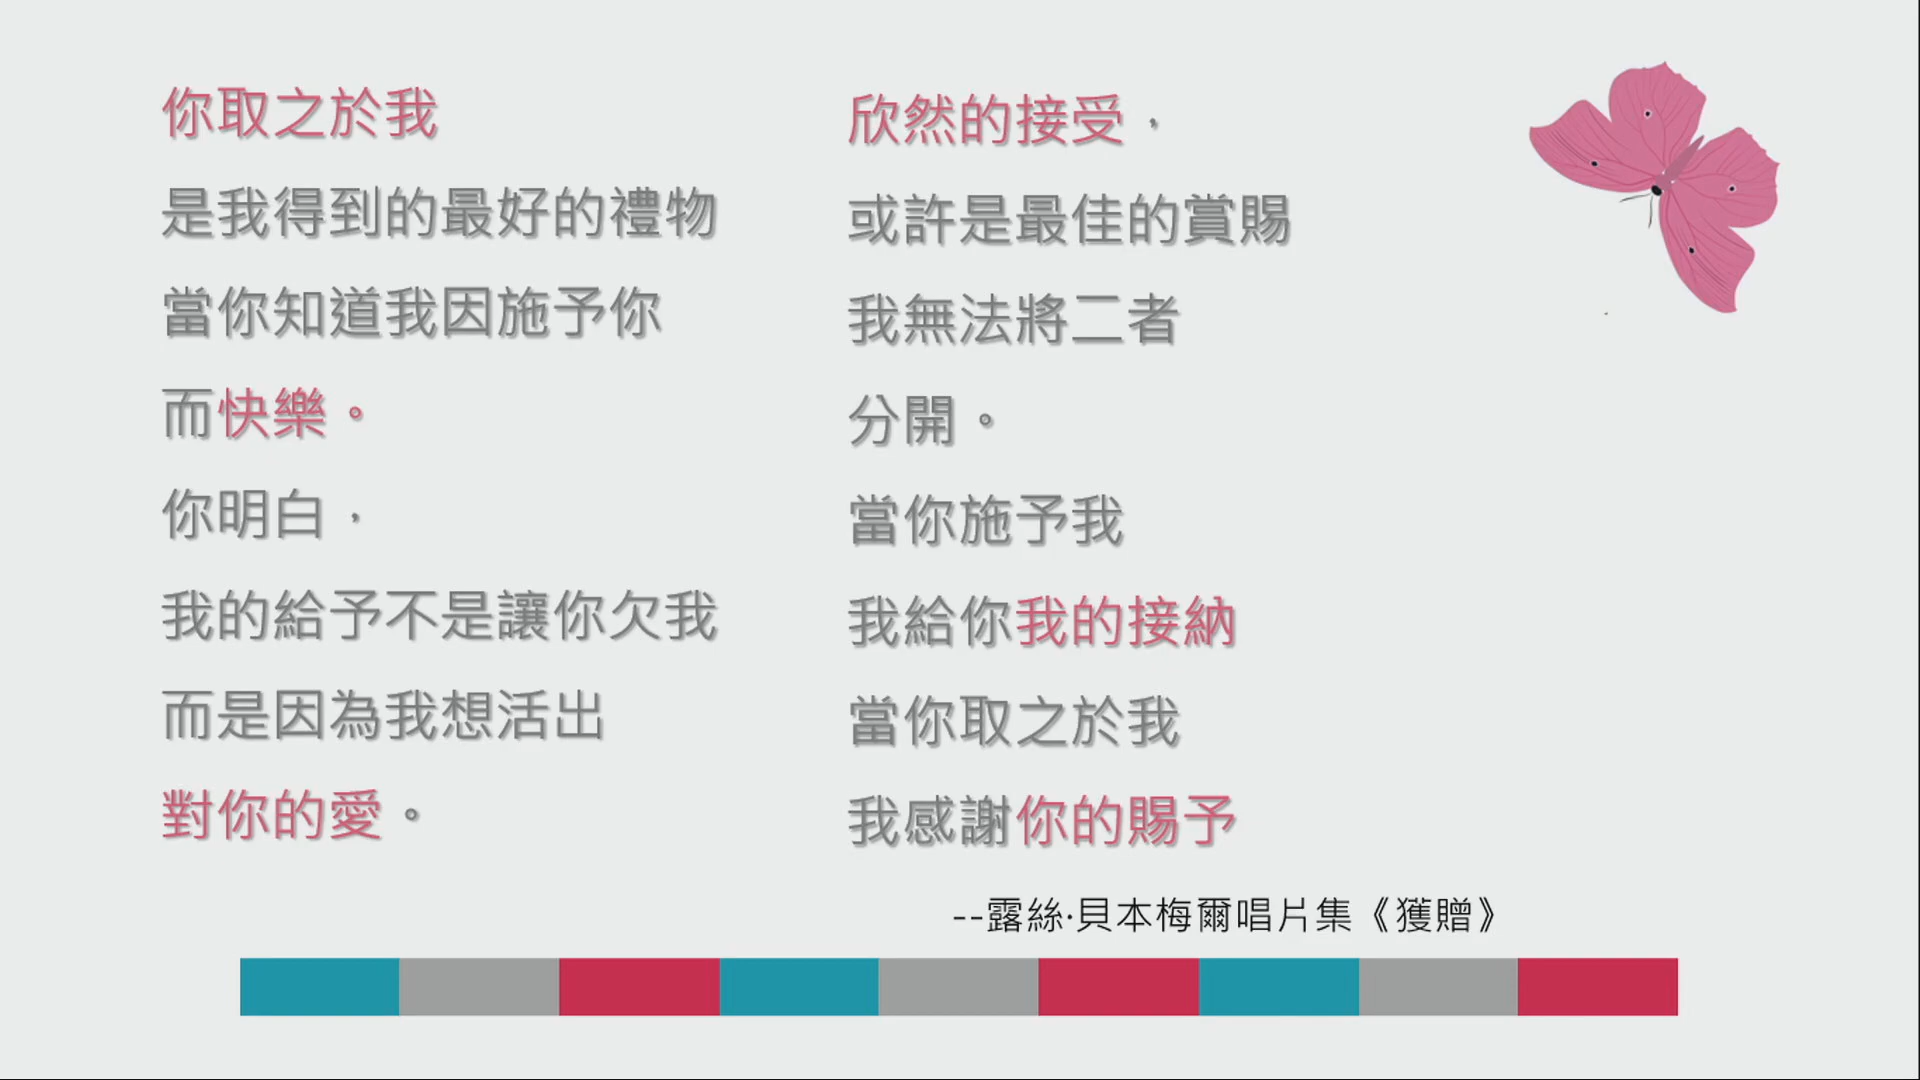 你取之於我
是我得到的最好的禮物
當你知道我因施予你
而快樂。
你明白，
我的給予不是讓你欠我
而是因為我想活出
對你的愛。
欣然的接受，
或許是最佳的賞賜
我無法將二者
分開。
當你施予我
我給你我的接納
當你取之於我
我感謝你的賜予
--露絲·貝本梅爾唱片集《獲贈》